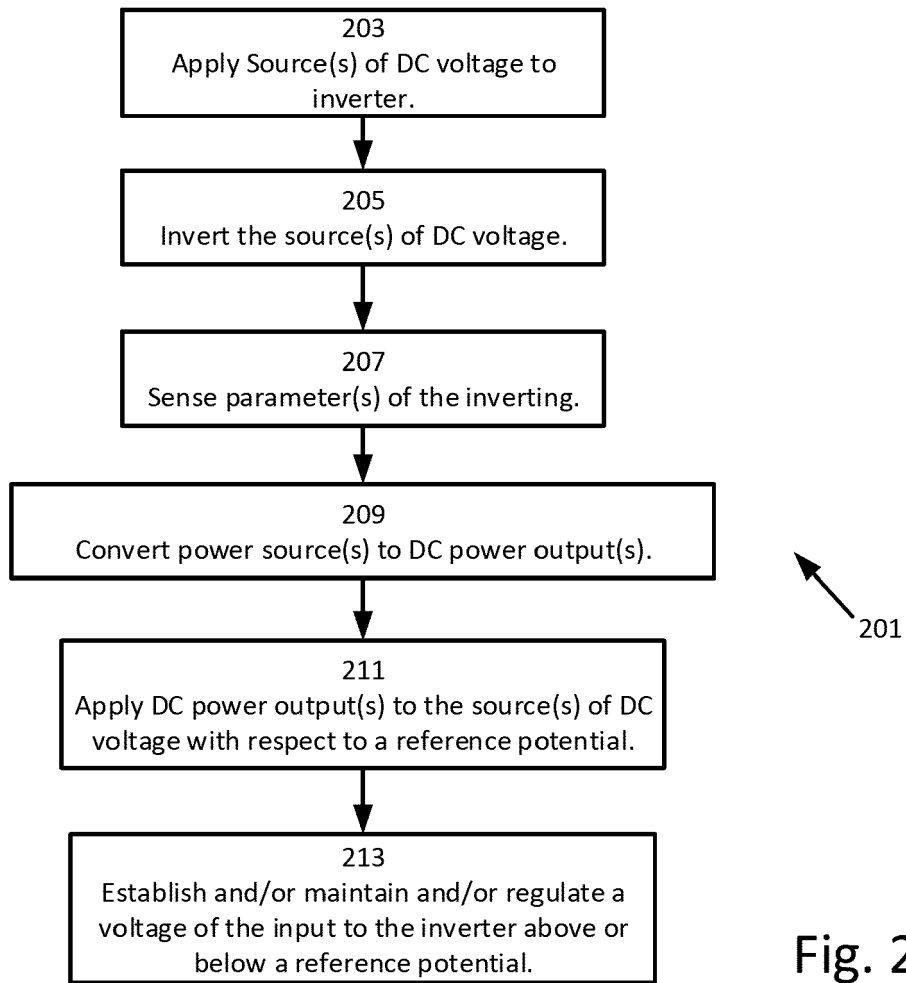 203
Apply Source(s) of DC voltage to
inverter.
205
Invert the source(s) of DC voltage.
207
Sense parameter(s) of the inverting.
209
Convert power source(s) to DC power output(s).
201
211
Apply DC power output(s) to the source(s) of DC
voltage with respect to a reference potential.
213
Establish and/or maintain and/or regulate a
voltage of the input to the inverter above or
below a reference potential.
Fig. 2